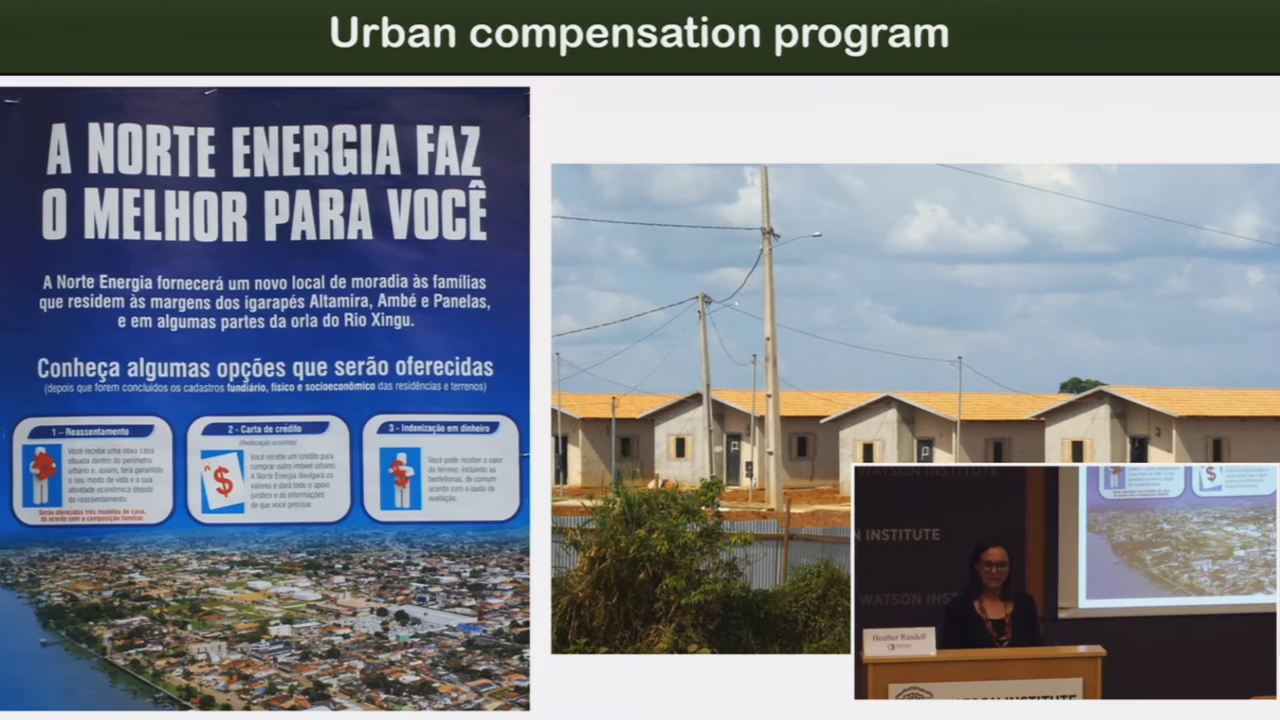 Urban compensation program
A NORTE ENERGIA FAZ
O MELHOR PARA VOCÊ
A Norte Energia fornecerá um novo local de moradia às famílias
que residem às margens dos igarapés Altamira, Ambé e Panelas,
e em algumas partes da orla do Rio Xingu.
Conheça algumas opções que serão oferecidas
(depois que forem concluídos os cadastros fundiário, físico e socioeconômico das residências e terrenos)
1 - Reassentamento
Você recebe uma nova casa
situada dentro do perímetro
urbano e, assim, terá garantido
o seu modo de vida e a sua
atividade econômica depois
do reassentamento.
Serão oferecidos três modelos de casa,
de acordo com a composição familiar.
2 - Carta de crédito
(Realocação assistida)
Você recebe um crédito para
comprar outro imóvel urbano.
A Norte Energia divulgará os
valores e dará todo o apoio
jurídico e as informações
de que você precisar.
3 - Indenização em dinheiro
Você pode receber o valor
do terreno, incluindo as
benfeitorias, de comum
acordo com o laudo de
avaliação.
WATSON INSTITUTE
N INSTITUTE
WATSON INS
Heather Randell
WATSON INSTITUTE